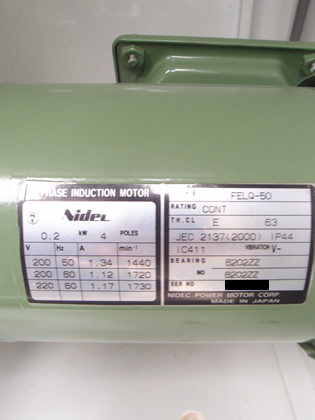 PHASE INDUCTION MOTOR
Nidec
0.2 kW 4 POLES
V Hz A min⁻¹
200 50 1.34 1440
200 60 1.12 1720
220 60 1.17 1730
FELQ-50
RATING CONT
TH.CL E 63
JEC 2137(2000) IP44
IC411 VIBRATION V-
BEARING 6202ZZ
NO 6202ZZ
SER NO
NIDEC POWER MOTOR CORP.
MADE IN JAPAN